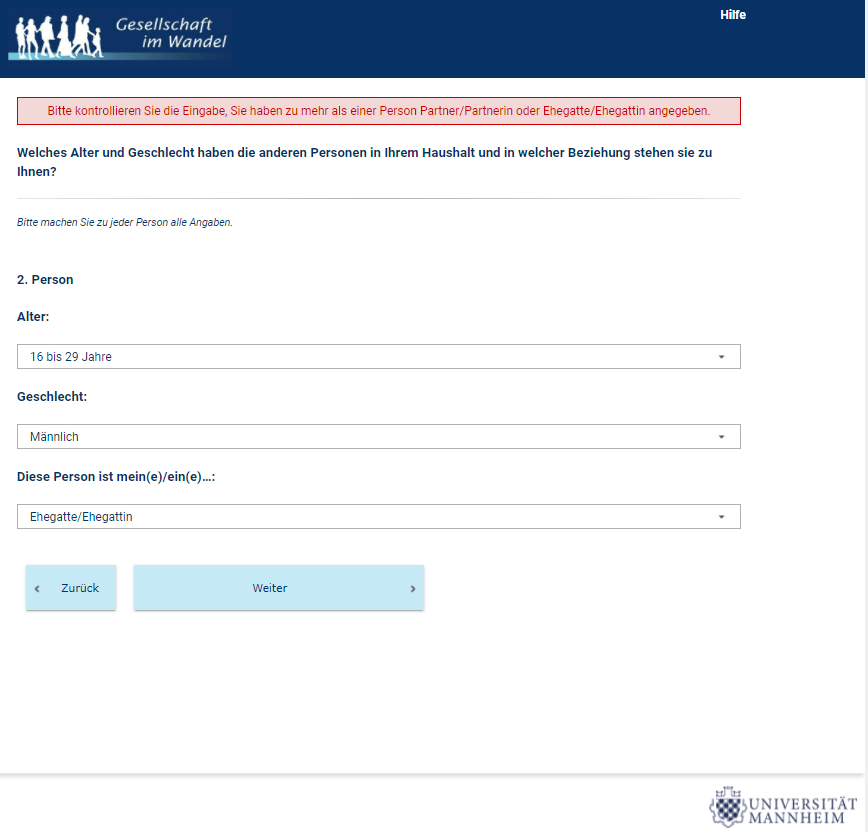 Gesellschaft
im Wandel
Hilfe
Bitte kontrollieren Sie die Eingabe, Sie haben zu mehr als einer Person Partner/Partnerin oder Ehegatte/Ehegattin angegeben.
Welches Alter und Geschlecht haben die anderen Personen in Ihrem Haushalt und in welcher Beziehung stehen sie zu
Ihnen?
Bitte machen Sie zu jeder Person alle Angaben.
2. Person
Alter:
16 bis 29 Jahre
Geschlecht:
Männlich
Diese Person ist mein(e)/ein(e)...:
Ehegatte/Ehegattin
Zurück
Weiter
UNIVERSITÄT
MANNHEIM